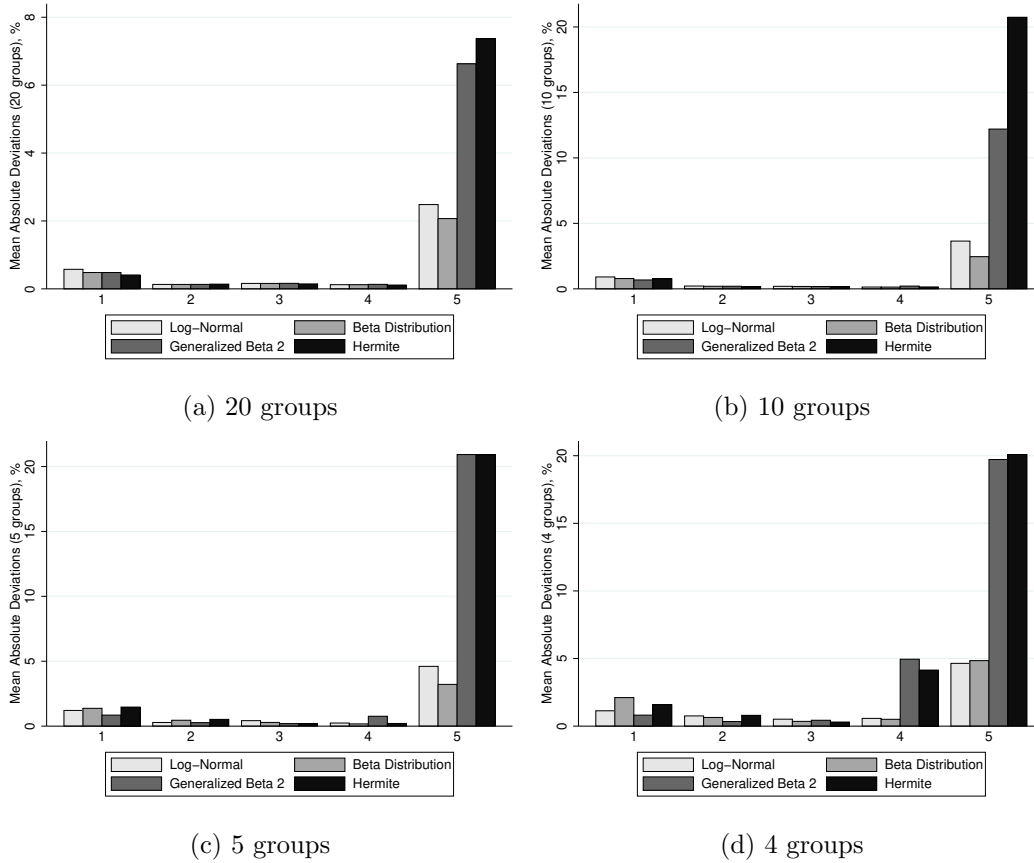 Mean Absolute Deviations (20 groups), %
8
6
4
2
0
1 2 3 4 5
Log-Normal Beta Distribution
Generalized Beta 2 Hermite
(a) 20 groups
Mean Absolute Deviations (10 groups), %
20
15
10
5
0
1 2 3 4 5
Log-Normal Beta Distribution
Generalized Beta 2 Hermite
(b) 10 groups
Mean Absolute Deviations (5 groups), %
20
15
10
5
0
1 2 3 4 5
Log-Normal Beta Distribution
Generalized Beta 2 Hermite
(c) 5 groups
Mean Absolute Deviations (4 groups), %
20
15
10
5
0
1 2 3 4 5
Log-Normal Beta Distribution
Generalized Beta 2 Hermite
(d) 4 groups